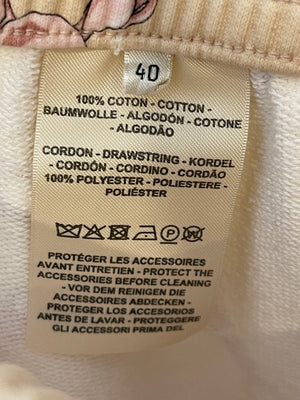 40
100% COTON - COTTON -
BAUMWOLLE - ALGODÓN - COTONE
- ALGODÃO
CORDON - DRAWSTRING - KORDEL
- CORDÓN - CORDINO - CORDÃO
100% POLYESTER - POLIESTERE -
POLIÉSTER
P
PROTÉGER LES ACCESSOIRES
AVANT ENTRETIEN - PROTECT THE
ACCESSORIES BEFORE CLEANING
- VOR DEM REINIGEN DIE
ACCESSOIRES ABDECKEN -
PROTEGER LOS ACCESORIOS
ANTES DE LAVAR - PROTEGGERE
GLI ACCESSORI PRIMA DEL